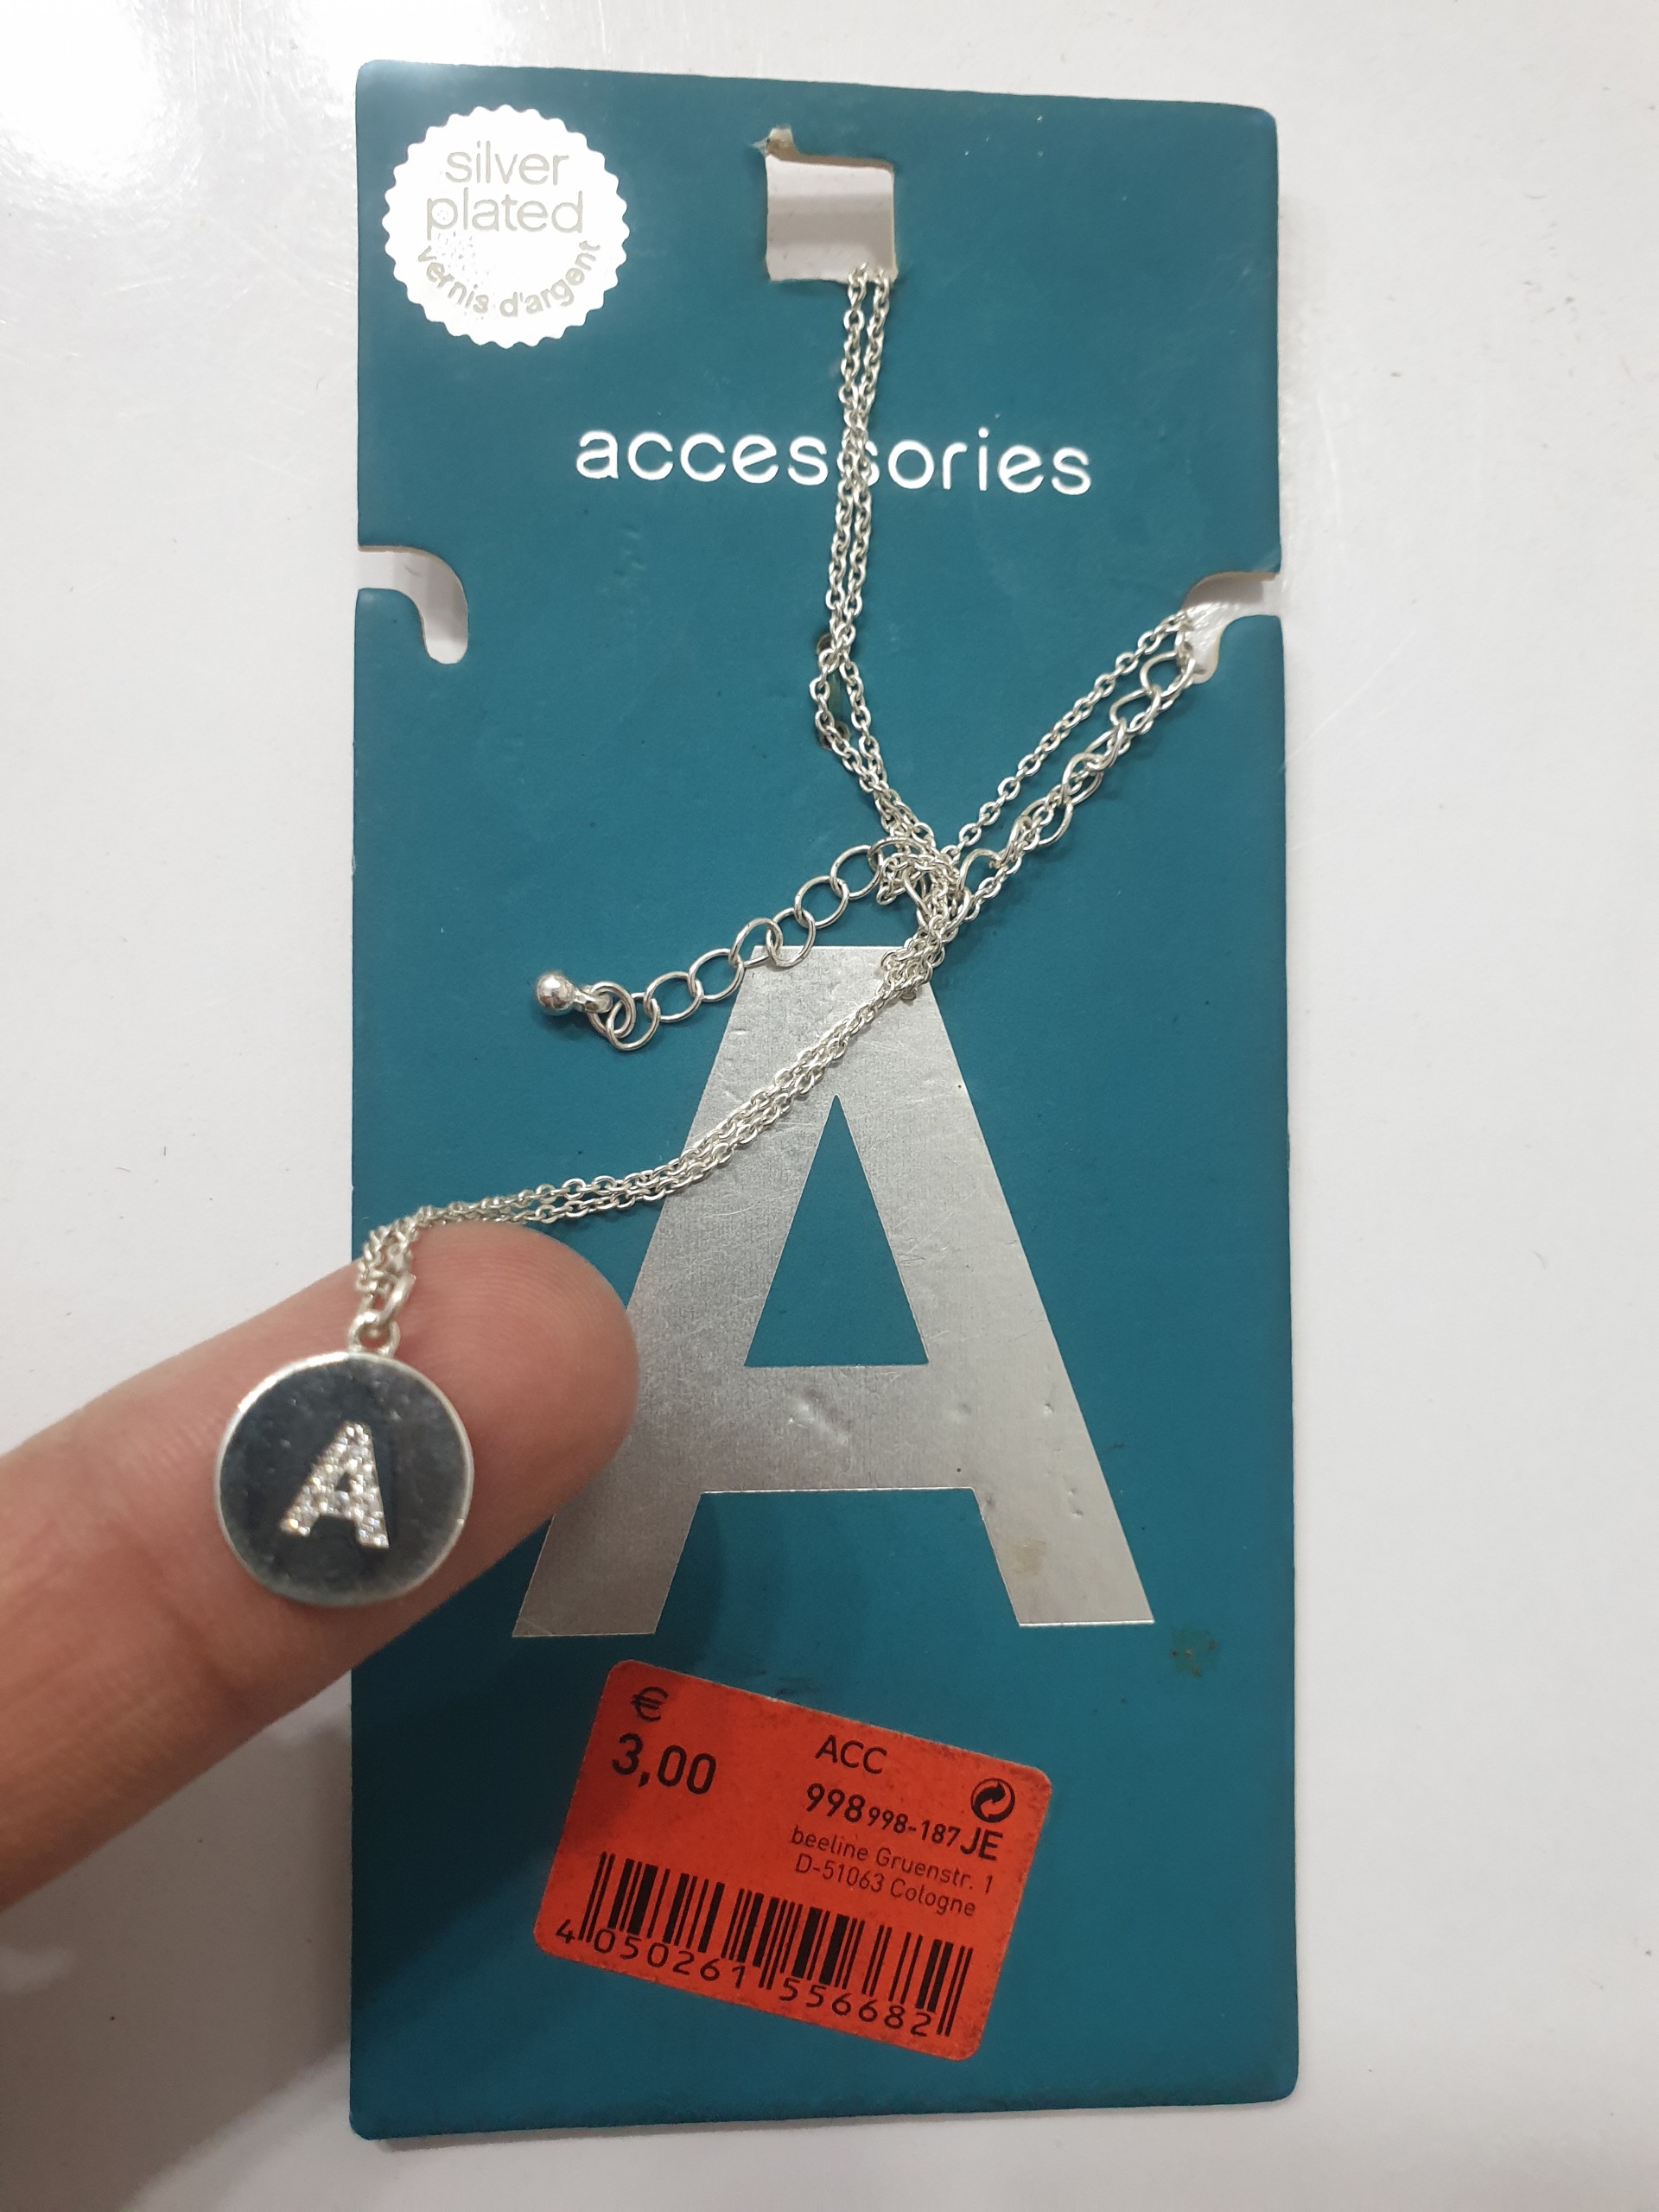 silver
plated
vernis d'argent
accessories
A
A
€
3,00
ACC
998 998-187 JE
beeline Gruenstr. 1
D-51063 Cologne
4 050261 556682